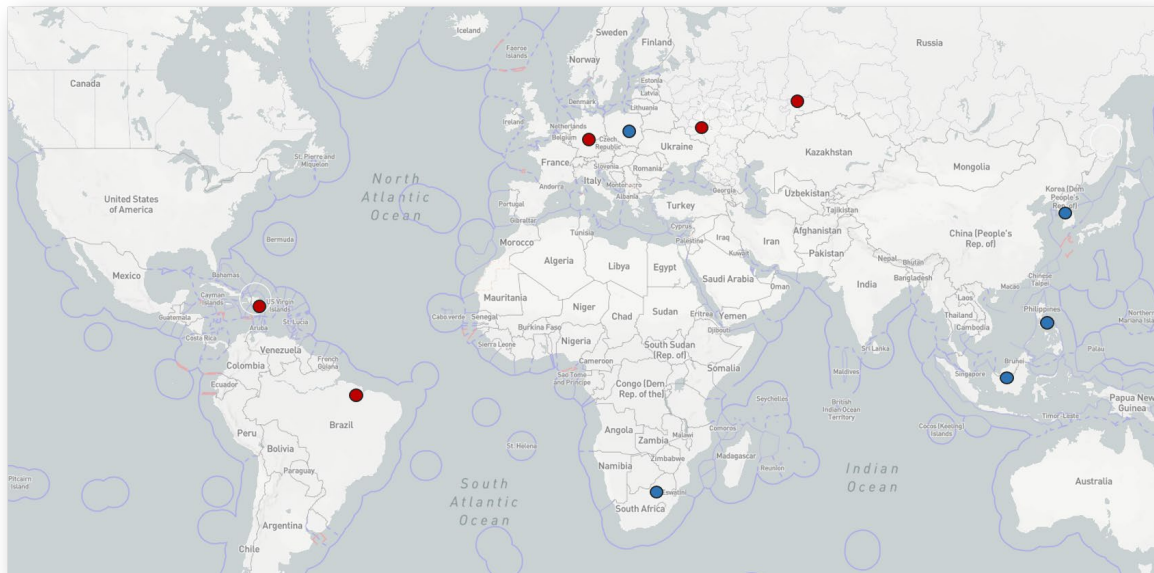 Iceland
Sweden
Finland
Russia
Faeroe
Islands
Norway
Canada
Estonia
Latvia
Denmark
Lithuania
Ireland
Netherlands
Belgium
Czech
Republic
Ukraine
Kazakhstan
St. Pierre and
Miquelon
France
Slovenia
Romania
Mongolia
Italy
Montenegro
Andorra
Albania
Georgia
Uzbekistan
Korea (Dem
People's
Rep. of)
North
Atlantic
Ocean
United States
of America
Portugal
Gibraltar
Turkey
Tajikistan
Cyprus
Palestine
Iraq
Iran
Afghanistan
China (People's
Rep. of)
Bermuda
Tunisia
Morocco
Kuwait
Pakistan
Nepal
Bhutan
Algeria
Libya
Egypt
Saudi Arabia
Bangladesh
Chinese
Taipei
Mexico
Bahamas
Oman
India
Macao
Cayman
Islands
US Virgin
Islands
Mauritania
Laos
Niger
Chad
Sudan
Eritrea
Yemen
Thailand
Philippines
Northern
Mariana Island
Guatemala
Aruba
St. Lucia
Cabo verde
Senegal
Burkina Faso
Djibouti
Cambodia
Costa Rica
Venezuela
Sierra Leone
Nigeria
Sri Lanka
Palau
Colombia
French
Guiana
Cameroon
South Sudan
(Rep. of)
Somalia
Maldives
Brunei
Ecuador
Sao Tome
and Principe
Congo (Dem.
Rep. of the)
Singapore
Seychelles
British
Indian Ocean
Territory
Papua New
Guinea
Peru
Brazil
Angola
Zambia
Malawi
Comoros
Timor-Leste
Cocos (Keeling)
Islands
Bolivia
St. Helena
Zimbabwe
Madagascar
Reunion
Namibia
Paraguay
Indian
Ocean
Pitcairn
Island
South
Atlantic
Ocean
Eswatini
South Africa
Australia
Argentina
Chile